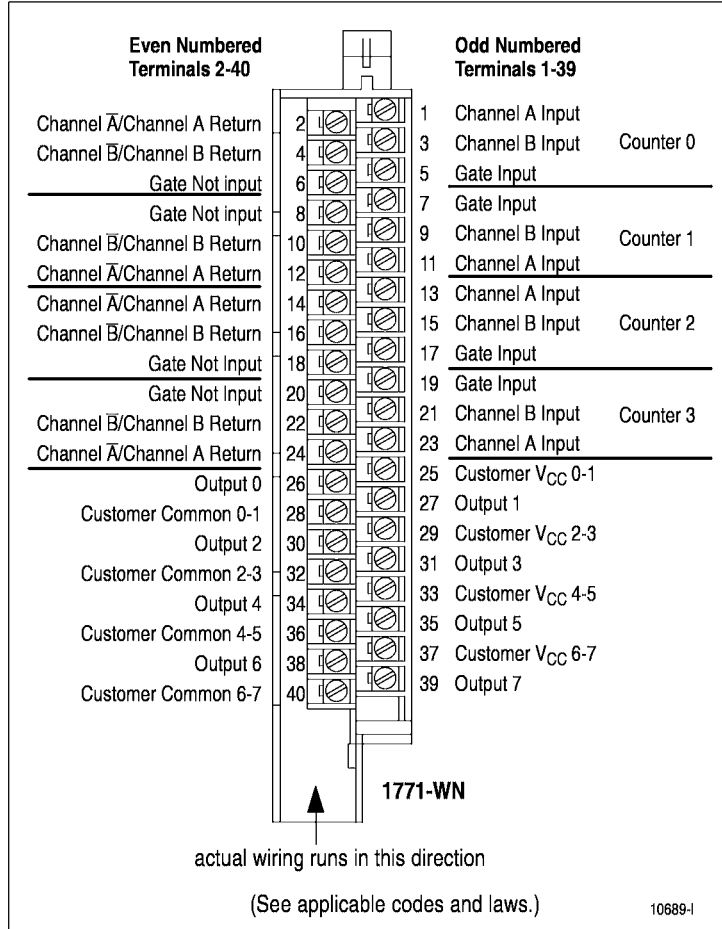 Even Numbered
Terminals 2-40
Odd Numbered
Terminals 1-39
Channel A̅/Channel A Return 2
1 Channel A Input
Channel B̅/Channel B Return 4
3 Channel B Input
Counter 0
Gate Not input 6
5 Gate Input
Gate Not input 8
7 Gate Input
Channel B̅/Channel B Return 10
9 Channel B Input
Counter 1
Channel A̅/Channel A Return 12
11 Channel A Input
Channel A̅/Channel A Return 14
13 Channel A Input
Channel B̅/Channel B Return 16
15 Channel B Input
Counter 2
Gate Not Input 18
17 Gate Input
Gate Not Input 20
19 Gate Input
Channel B̅/Channel B Return 22
21 Channel B Input
Counter 3
Channel A̅/Channel A Return 24
23 Channel A Input
Output 0 26
25 Customer VCC 0-1
Customer Common 0-1 28
27 Output 1
Output 2 30
29 Customer VCC 2-3
Customer Common 2-3 32
31 Output 3
Output 4 34
33 Customer VCC 4-5
Customer Common 4-5 36
35 Output 5
Output 6 38
37 Customer VCC 6-7
Customer Common 6-7 40
39 Output 7
1771-WN
actual wiring runs in this direction
(See applicable codes and laws.)
10689-I